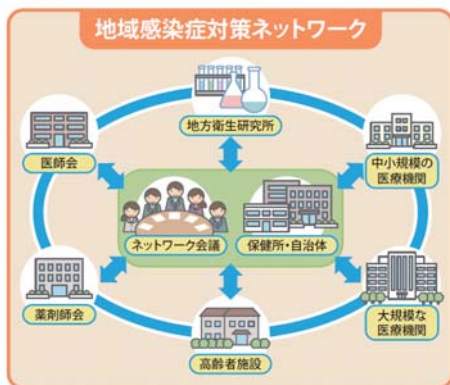 地域感染症対策ネットワーク
地方衛生研究所
医師会
中小規模の
医療機関
ネットワーク会議
保健所・自治体
薬剤師会
大規模な
医療機関
高齢者施設